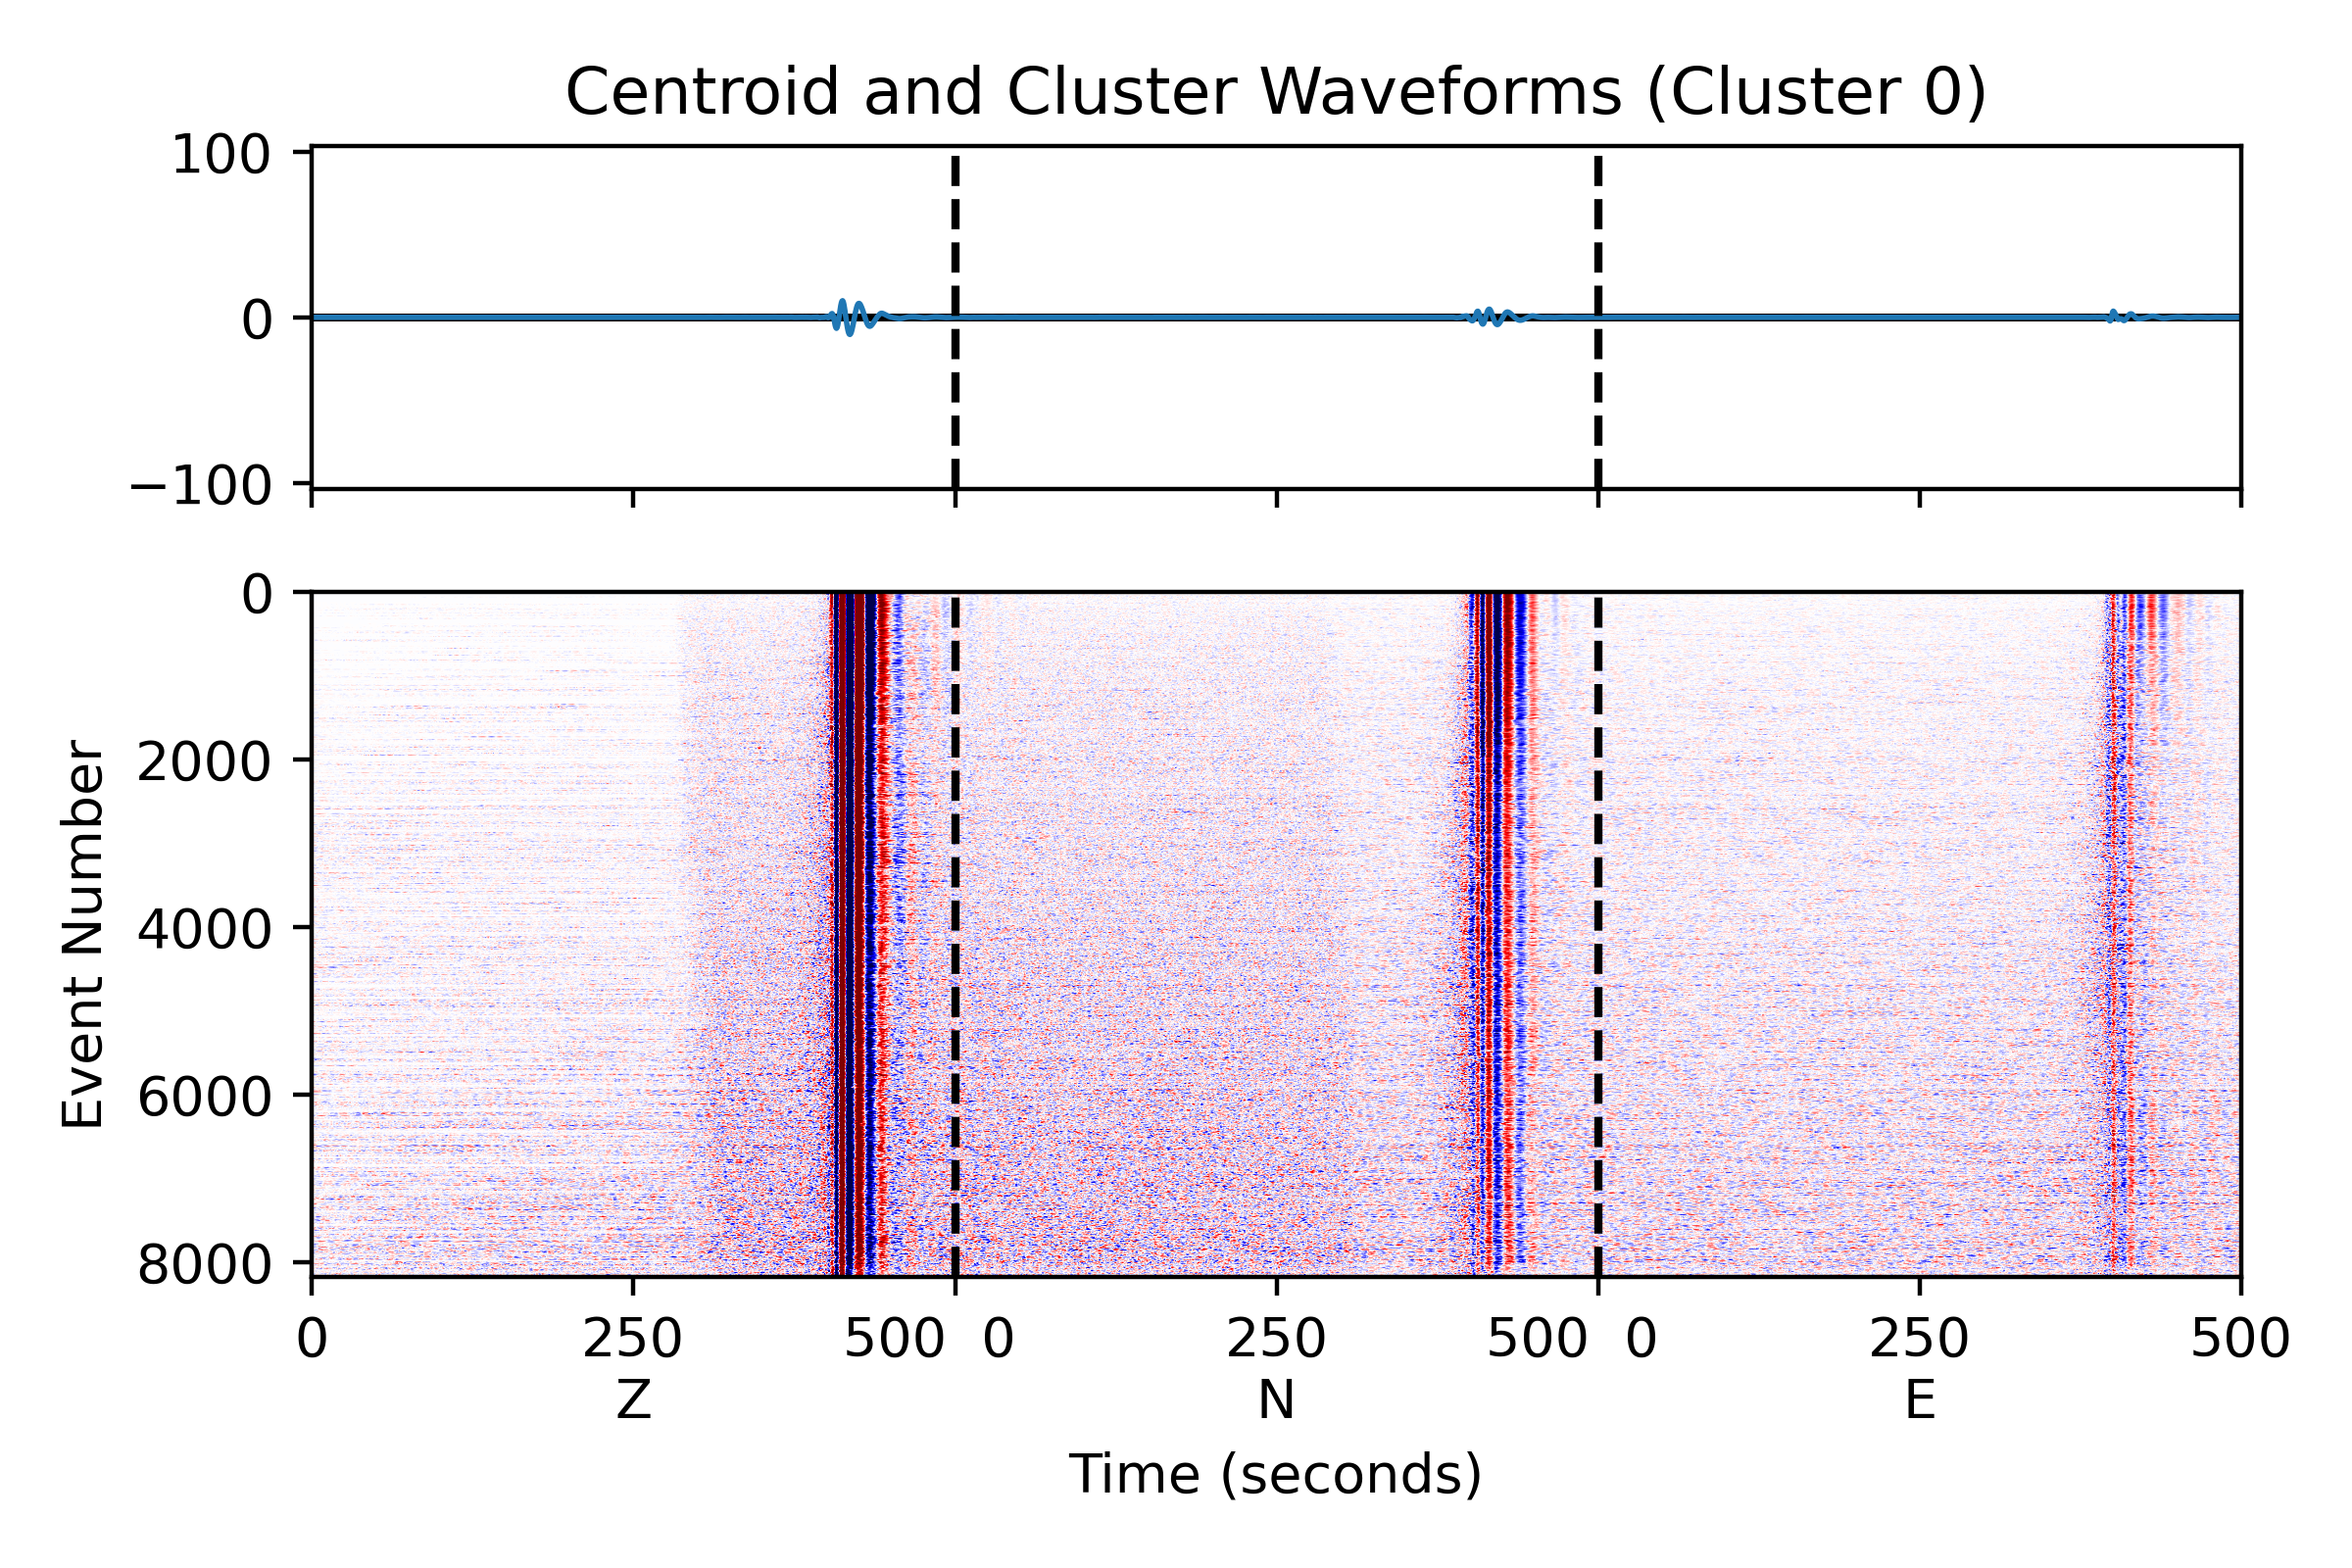 Centroid and Cluster Waveforms (Cluster 0)
100
0
−100
0
2000
4000
6000
8000
Event Number
0 250 500 0 250 500 0 250 500
Z N E
Time (seconds)